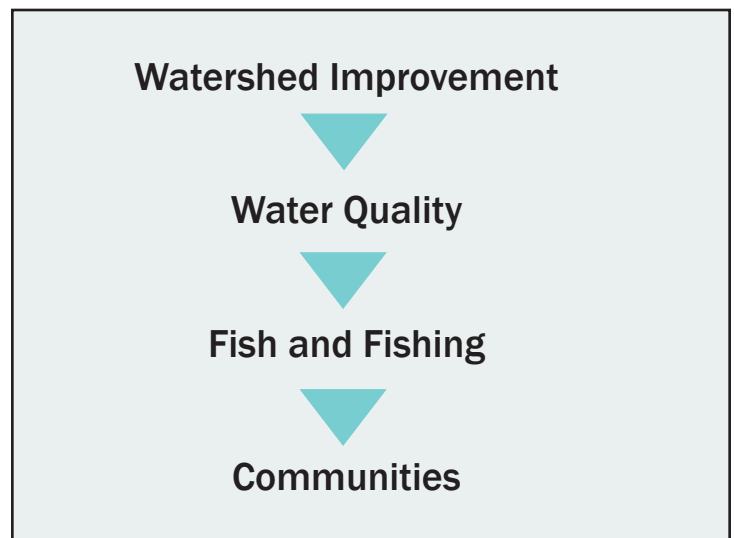 Watershed Improvement
Water Quality
Fish and Fishing
Communities